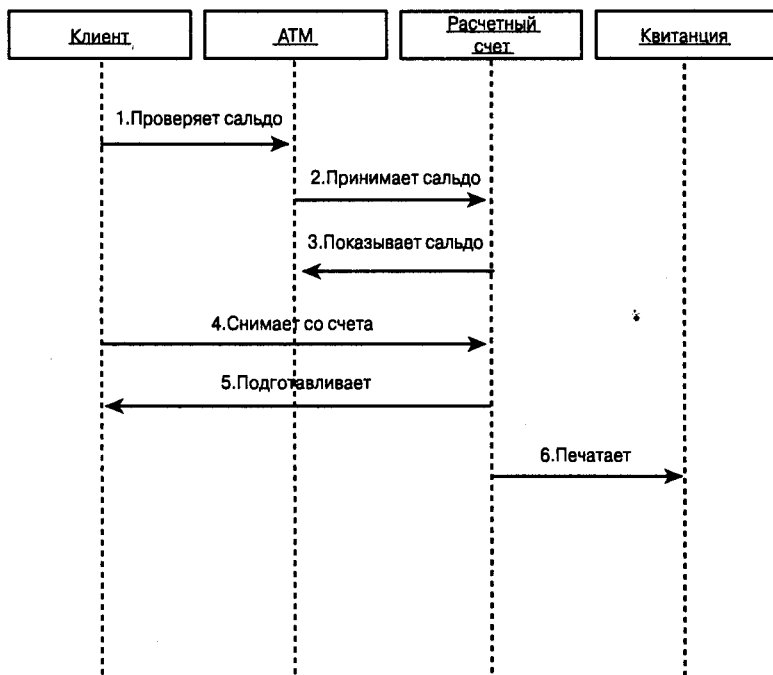 Клиент
ATM
Расчетный
счет
Квитанция
1.Проверяет сальдо
2.Принимает сальдо
3.Показывает сальдо
4.Снимает со счета
5.Подготавливает
6.Печатает